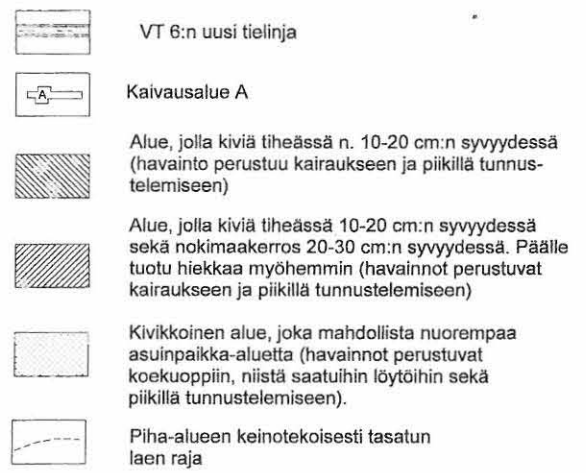 VT 6:n uusi tielinja
A
Kaivausalue A
Alue, jolla kiviä tiheässä n. 10-20 cm:n syvyydessä
(havainto perustuu kairaukseen ja piikillä tunnus-
telemiseen)
Alue, jolla kiviä tiheässä 10-20 cm:n syvyydessä
sekä nokimaakerros 20-30 cm:n syvyydessä. Päälle
tuotu hiekkaa myöhemmin (havainnot perustuvat
kairaukseen ja piikillä tunnustelemiseen)
Kivikkoinen alue, joka mahdollista nuorempaa
asuinpaikka-aluetta (havainnot perustuvat
koekuoppiin, niistä saatuihin löytöihin sekä
piikillä tunnustelemiseen).
Piha-alueen keinotekoisesti tasatun
laen raja